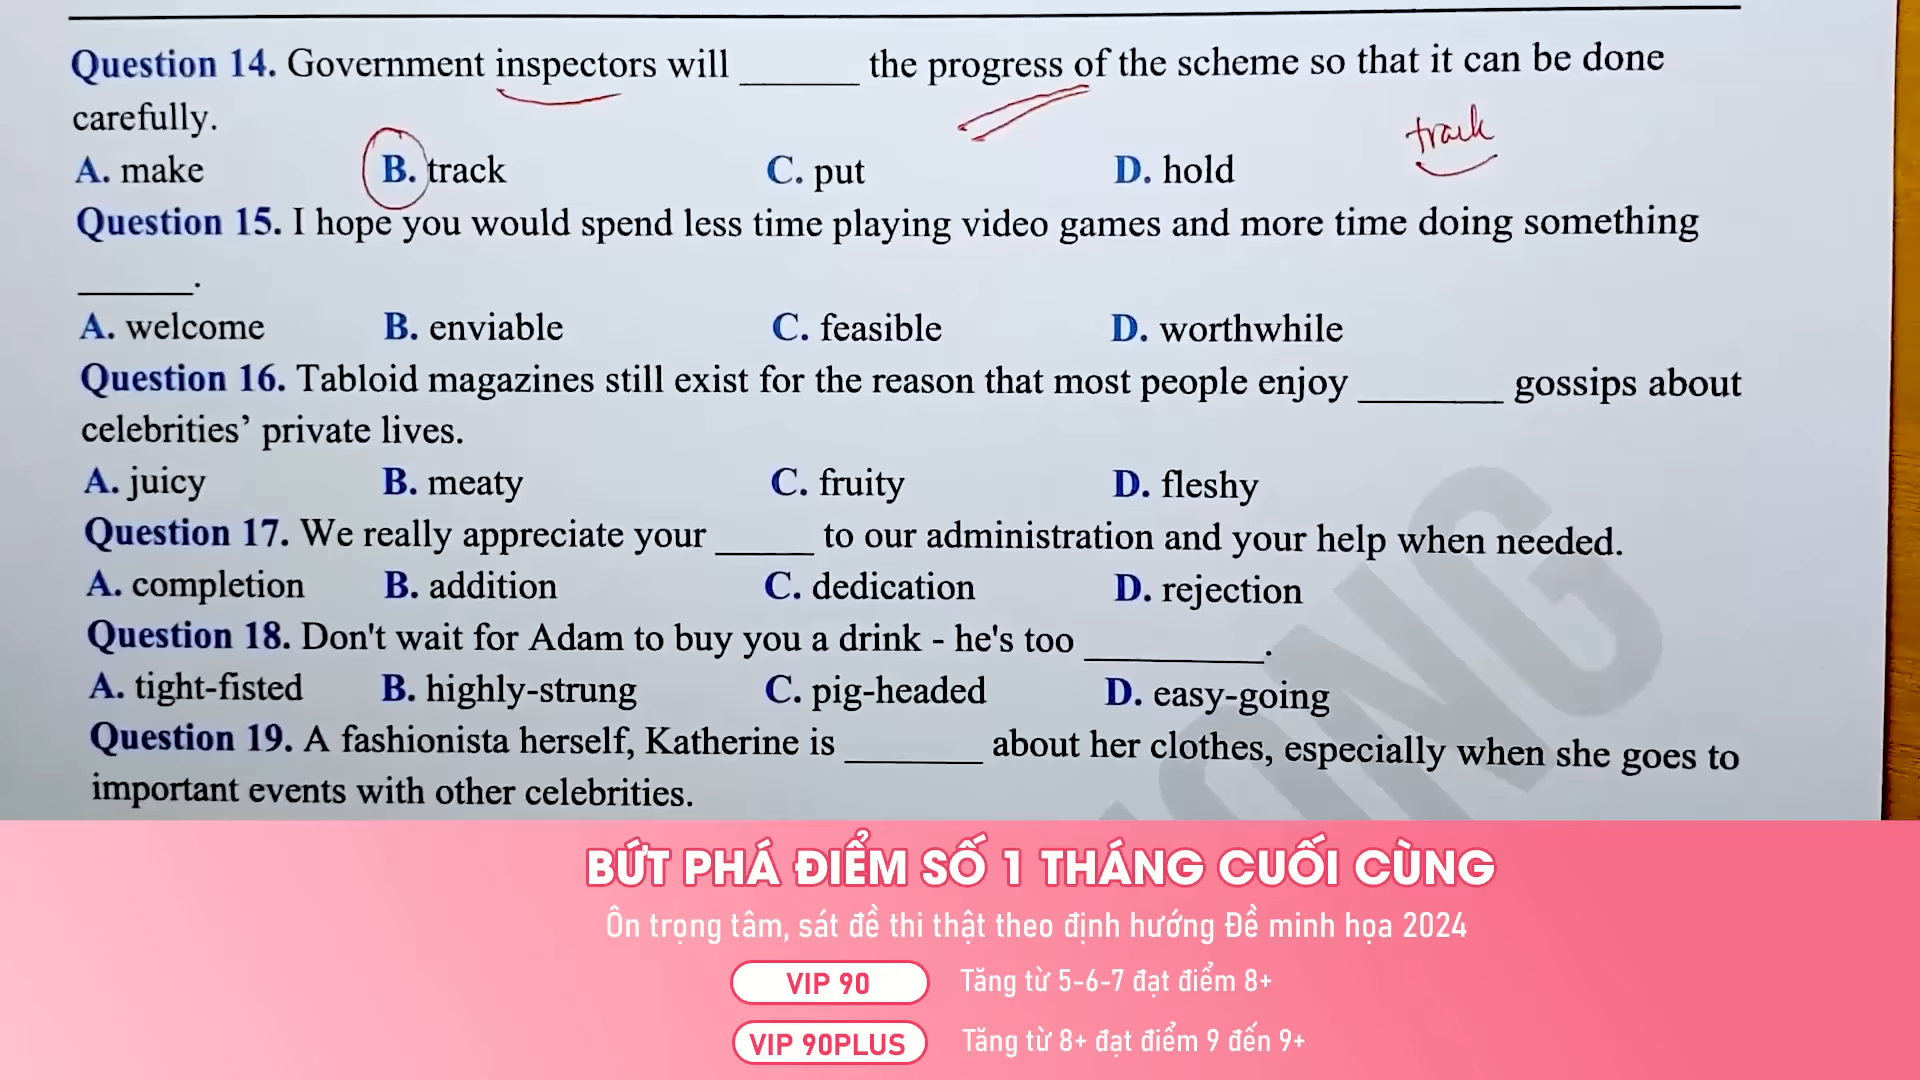 Question 14. Government inspectors will ______ the progress of the scheme so that it can be done
carefully.
track
A. make B. track C. put D. hold
Question 15. I hope you would spend less time playing video games and more time doing something
______.
A. welcome B. enviable C. feasible D. worthwhile
Question 16. Tabloid magazines still exist for the reason that most people enjoy _______ gossips about
celebrities’ private lives.
A. juicy B. meaty C. fruity D. fleshy
Question 17. We really appreciate your _____ to our administration and your help when needed.
A. completion B. addition C. dedication D. rejection
Question 18. Don't wait for Adam to buy you a drink - he's too _________.
A. tight-fisted B. highly-strung C. pig-headed D. easy-going
Question 19. A fashionista herself, Katherine is _______ about her clothes, especially when she goes to
important events with other celebrities.
BỨT PHÁ ĐIỂM SỐ 1 THÁNG CUỐI CÙNG
Ôn trọng tâm, sát đề thi thật theo định hướng Đề minh họa 2024
VIP 90 Tăng từ 5-6-7 đạt điểm 8+
VIP 90PLUS Tăng từ 8+ đạt điểm 9 đến 9+